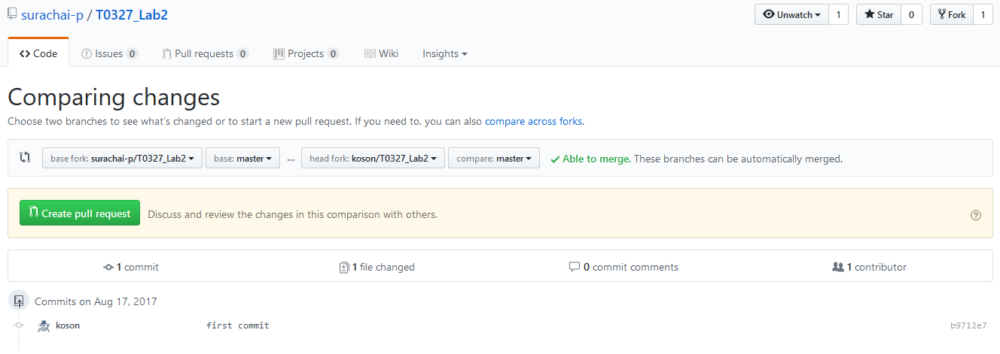 surachai-p / T0327_Lab2 Unwatch 1 Star 0 Fork 1
Code Issues 0 Pull requests 0 Projects 0 Wiki Insights
Comparing changes
Choose two branches to see what's changed or to start a new pull request. If you need to, you can also compare across forks.
base fork: surachai-p/T0327_Lab2 base: master ... head fork: koson/T0327_Lab2 compare: master Able to merge. These branches can be automatically merged.
Create pull request Discuss and review the changes in this comparison with others.
1 commit 1 file changed 0 commit comments 1 contributor
Commits on Aug 17, 2017
koson first commit b9712e7